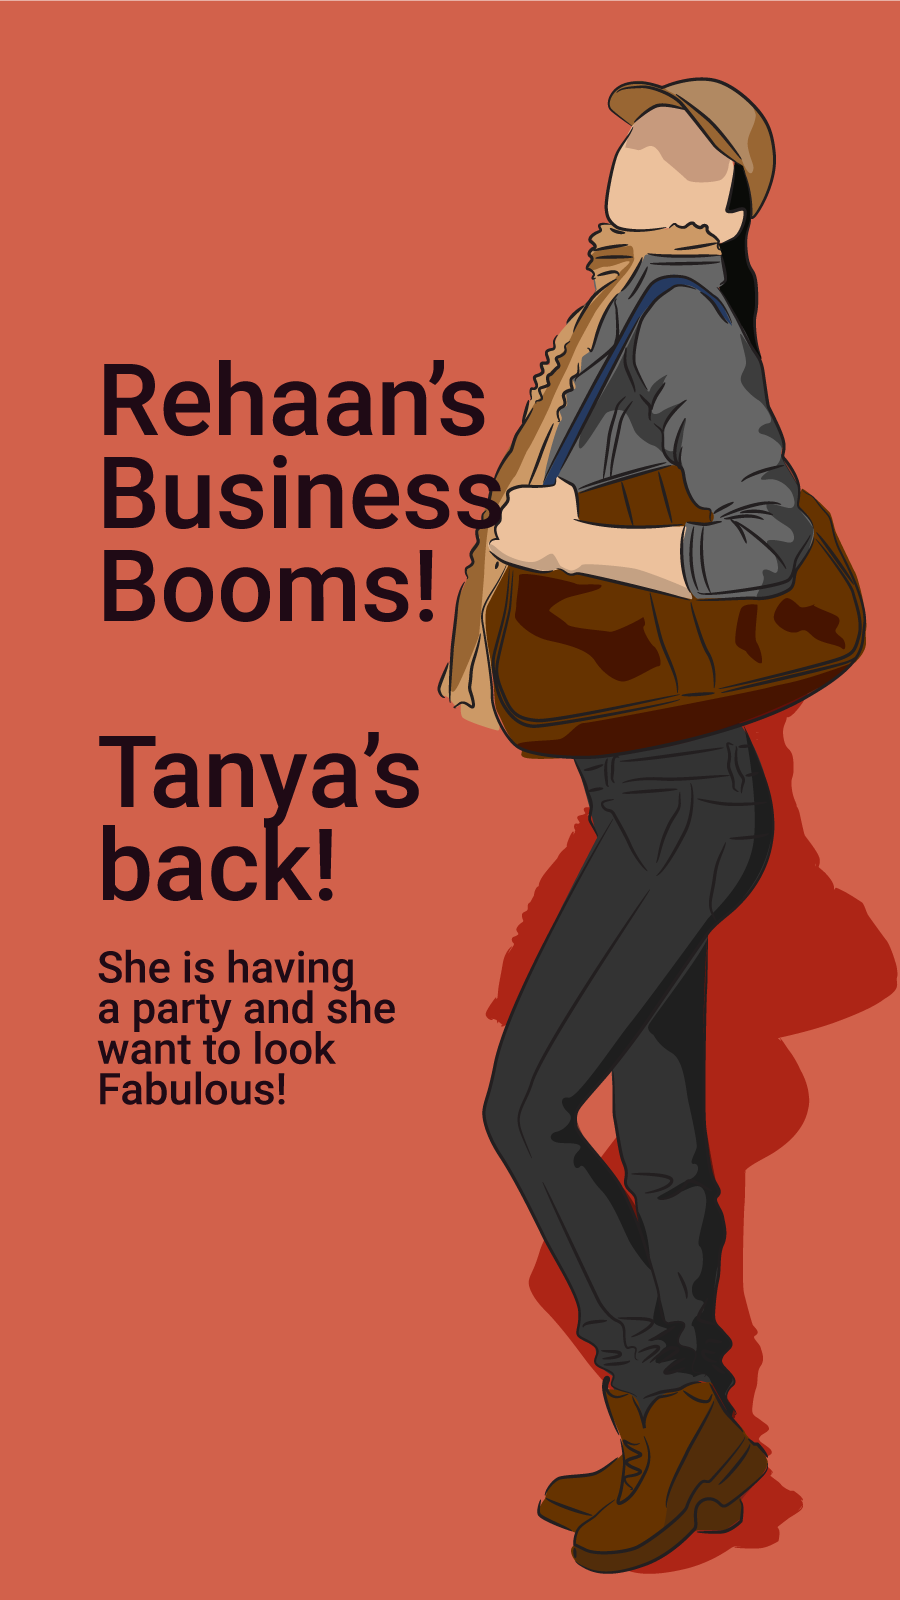 Rehaan’s
Business
Booms!
Tanya’s
back!
She is having
a party and she
want to look
Fabulous!